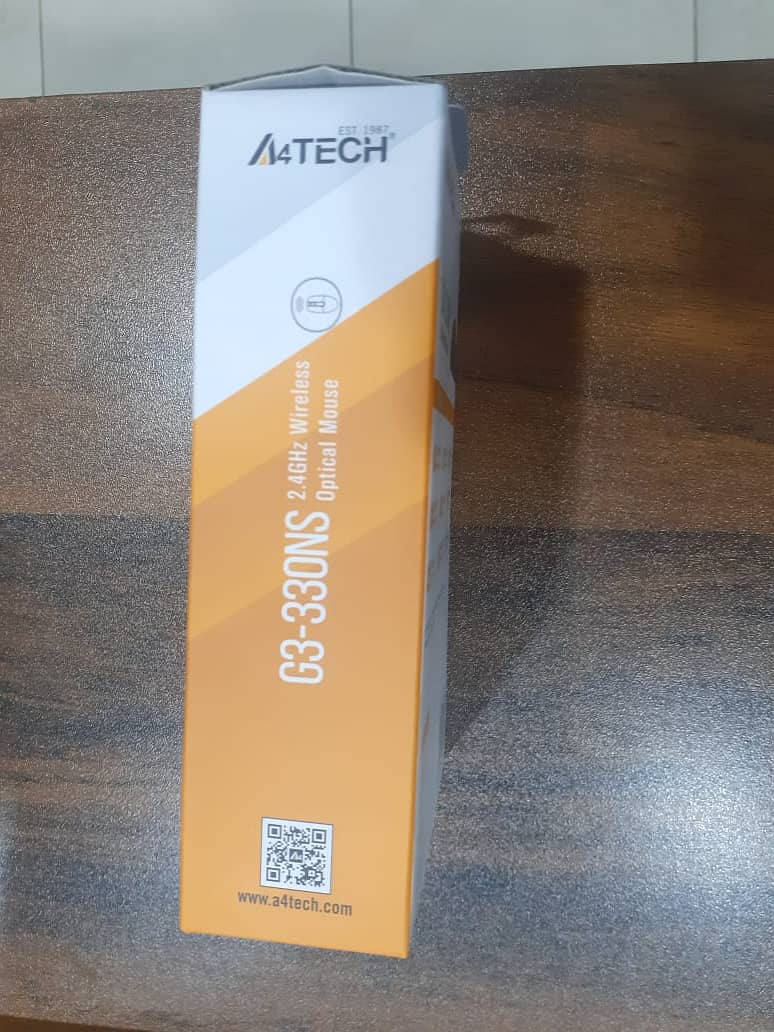 EST. 1987
A4TECH®
G3-330NS
2.4GHz Wireless
Optical Mouse
www.a4tech.com